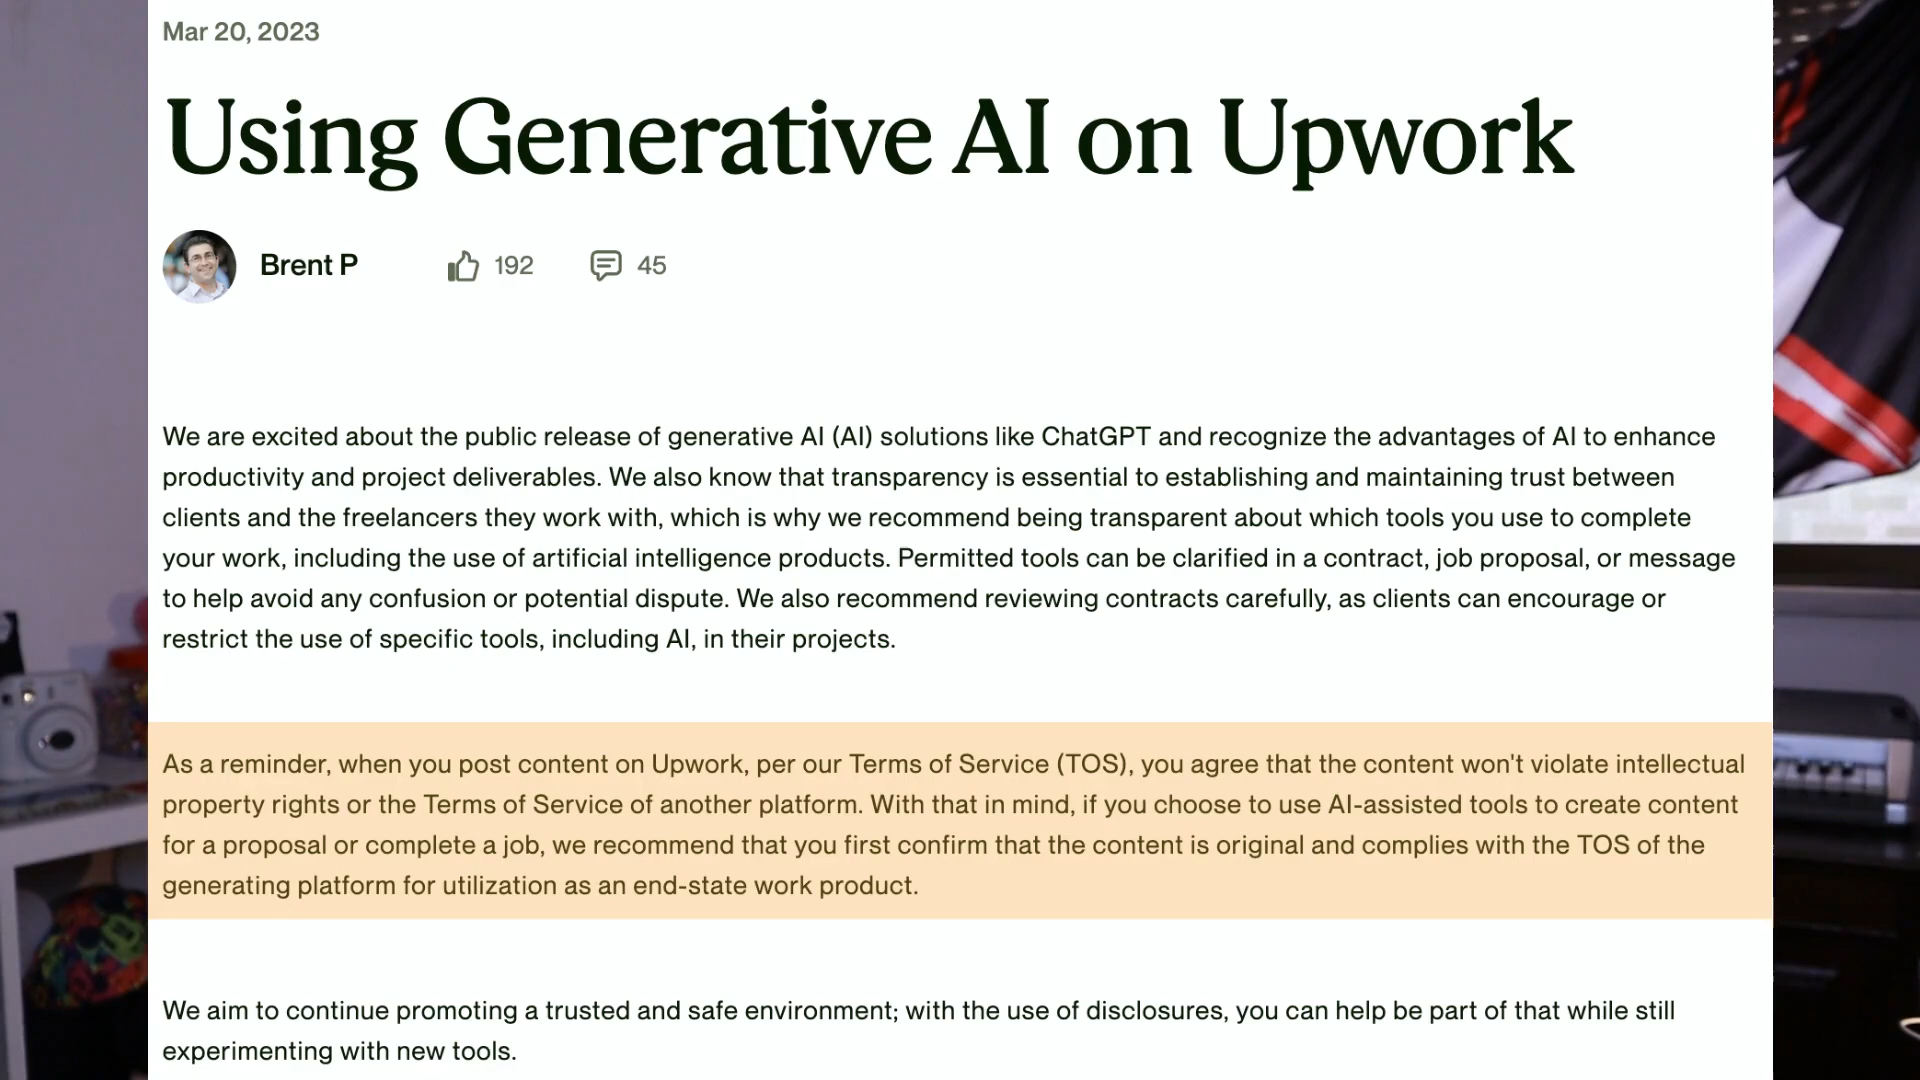 Mar 20, 2023
Using Generative AI on Upwork
Brent P 192 45
We are excited about the public release of generative AI (AI) solutions like ChatGPT and recognize the advantages of AI to enhance
productivity and project deliverables. We also know that transparency is essential to establishing and maintaining trust between
clients and the freelancers they work with, which is why we recommend being transparent about which tools you use to complete
your work, including the use of artificial intelligence products. Permitted tools can be clarified in a contract, job proposal, or message
to help avoid any confusion or potential dispute. We also recommend reviewing contracts carefully, as clients can encourage or
restrict the use of specific tools, including AI, in their projects.
As a reminder, when you post content on Upwork, per our Terms of Service (TOS), you agree that the content won't violate intellectual
property rights or the Terms of Service of another platform. With that in mind, if you choose to use AI-assisted tools to create content
for a proposal or complete a job, we recommend that you first confirm that the content is original and complies with the TOS of the
generating platform for utilization as an end-state work product.
We aim to continue promoting a trusted and safe environment; with the use of disclosures, you can help be part of that while still
experimenting with new tools.